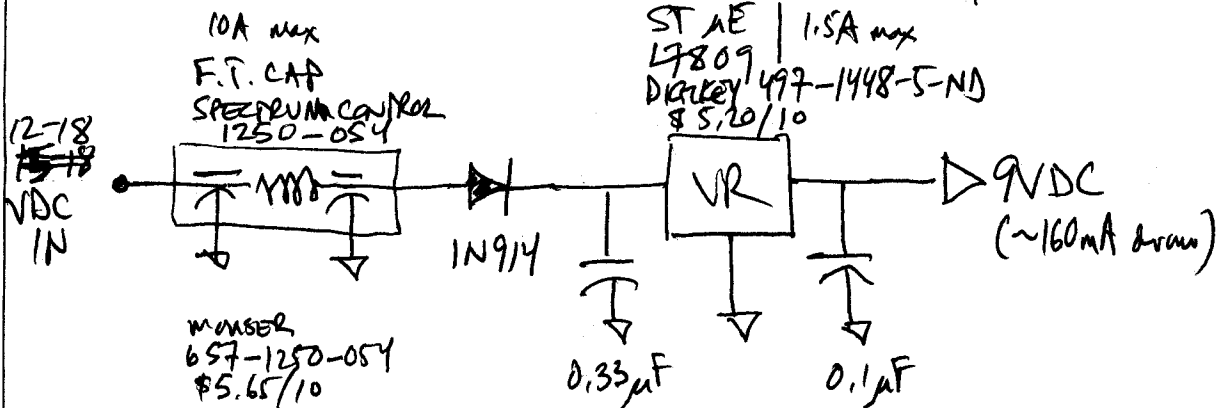 10A max
F.T. CAP
SPECTRUM CONTROL
1250-054
12-18
VDC
IN
MOUSER
657-1250-054
$5.65/10
1N914
0.33µF
ST µE
L7809
1.5A max
DIGIKEY 497-1448-5-ND
$5.20/10
VR
0.1µF
9VDC
(~160mA draw)